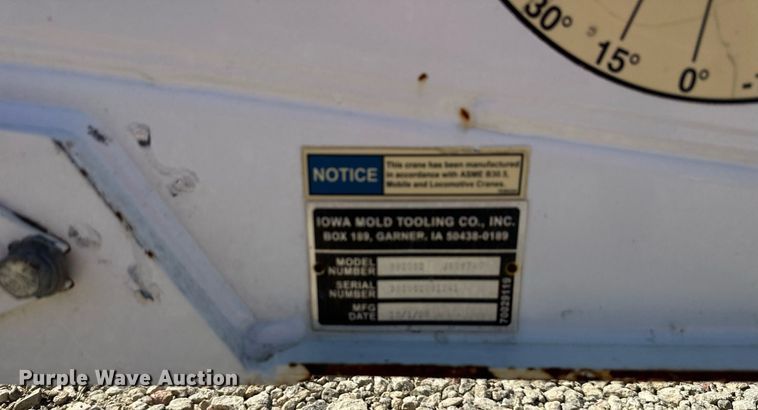 30°
15°
0°
NOTICE
This crane has been manufactured
in accordance with ASME B30.5,
Mobile and Locomotive Cranes.
IOWA MOLD TOOLING CO., INC.
BOX 189, GARNER, IA 50438-0189
MODEL
NUMBER
SERIAL
NUMBER
MFG
DATE
70029119
Purple Wave Auction